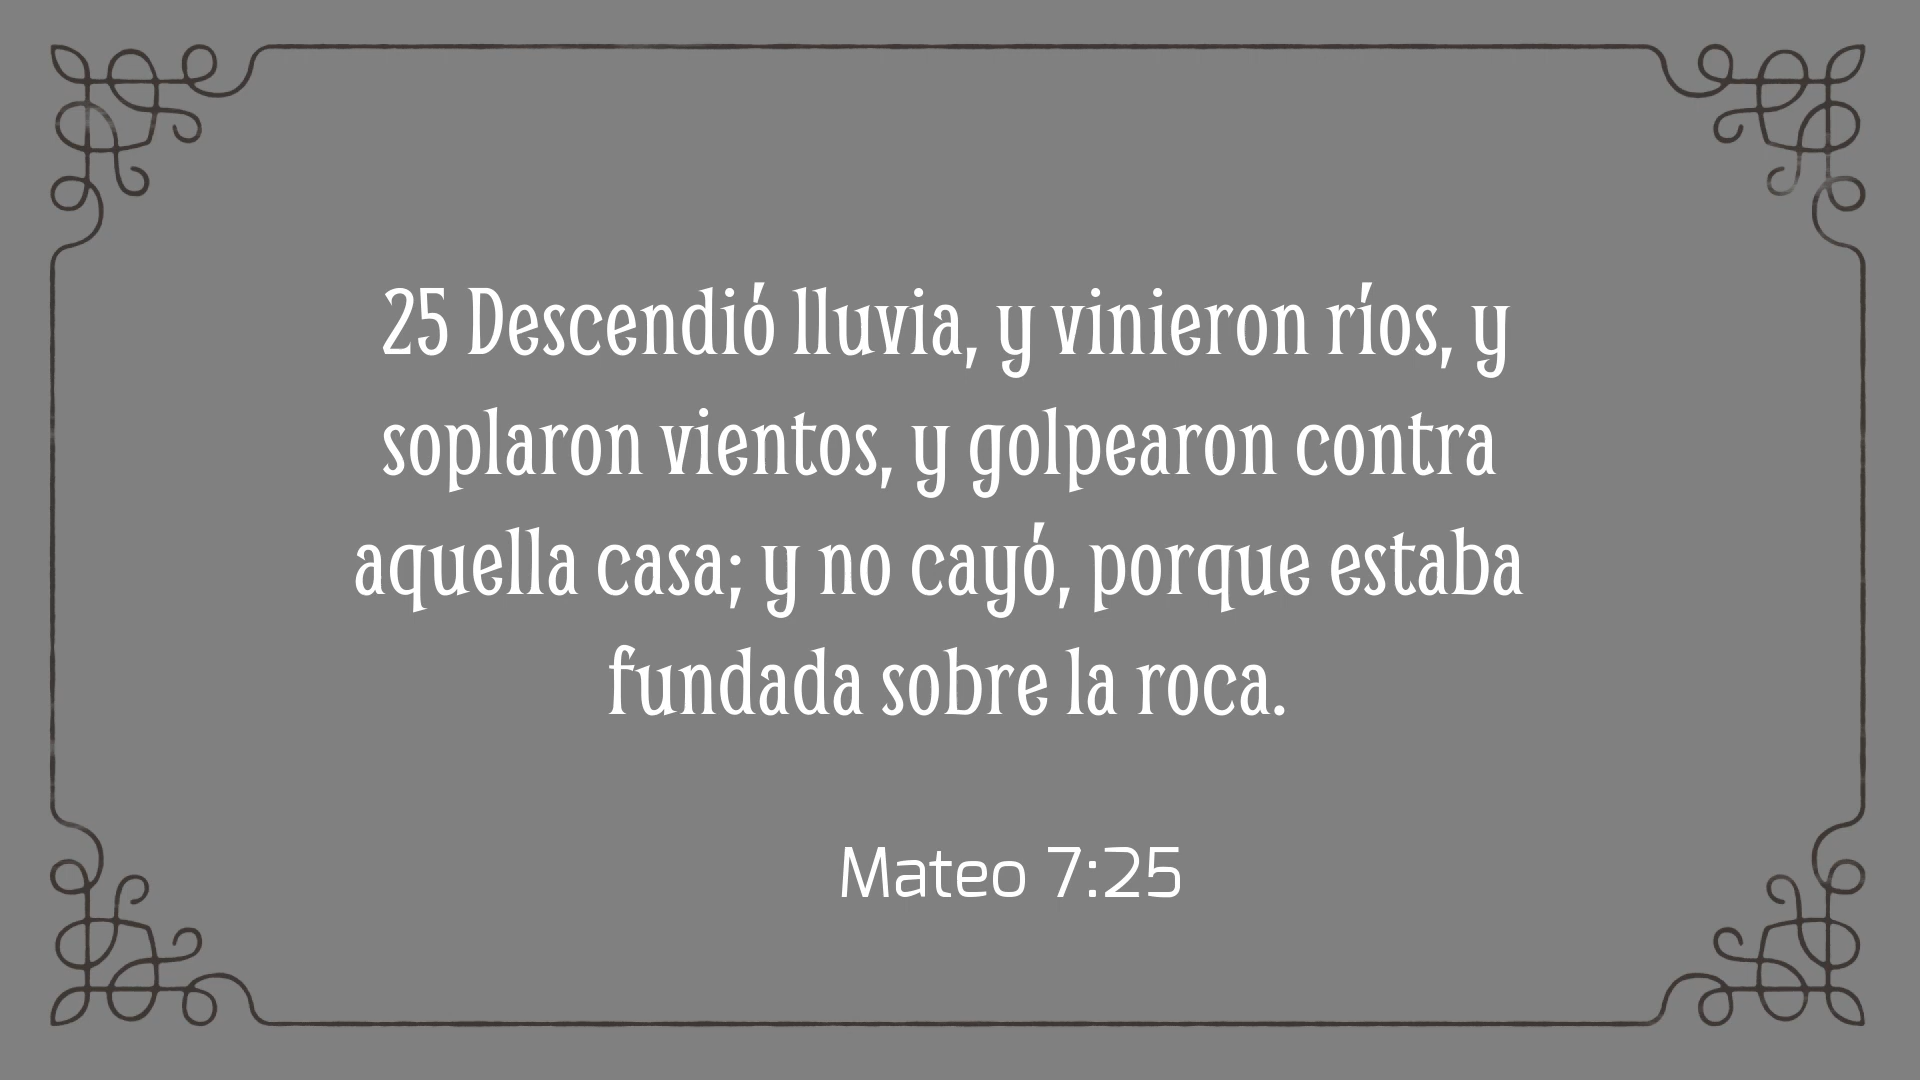 25 Descendió lluvia, y vinieron ríos, y
soplaron vientos, y golpearon contra
aquella casa; y no cayó, porque estaba
fundada sobre la roca.
Mateo 7:25